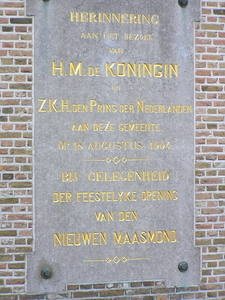 HERINNERING
AAN HET BEZOEK
VAN
H.M. DE KONINGIN
EN
Z.K.H. DEN PRINS DER NEDERLANDEN
AAN DEZE GEMEENTE
OP 18 AUGUSTUS 1904
BIJ GELEGENHEID
DER FEESTELYKE OPENING
VAN DEN
NIEUWEN MAASMOND